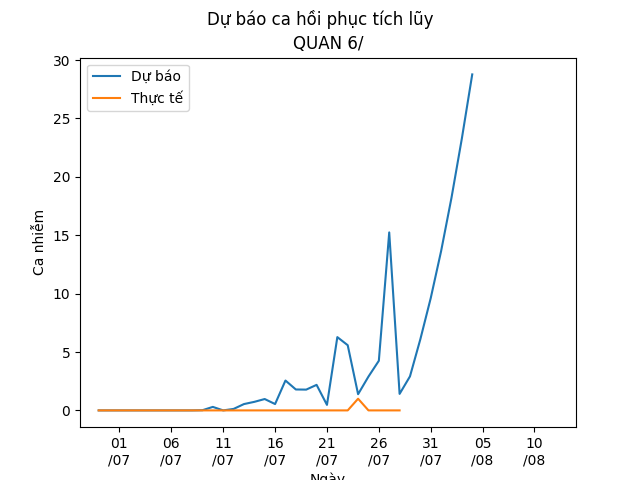 Dự báo ca hồi phục tích lũy
QUAN 6/
30
25
20
15
10
5
0
Ca nhiễm
Dự báo
Thực tế
01 06 11 16 21 26 31 05 10
/07 /07 /07 /07 /07 /07 /07 /08 /08
Ngày